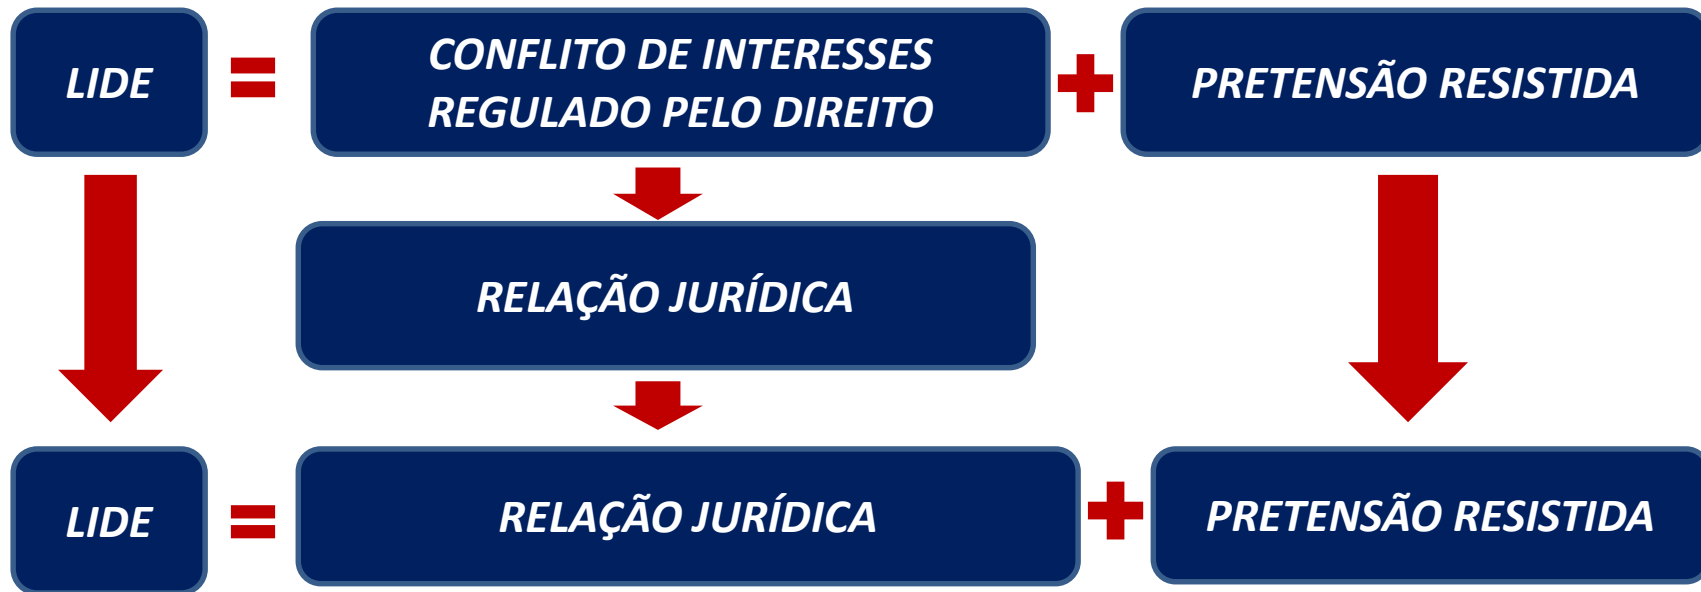 LIDE
=
CONFLITO DE INTERESSES
REGULADO PELO DIREITO
+
PRETENSÃO RESISTIDA
RELAÇÃO JURÍDICA
LIDE
=
RELAÇÃO JURÍDICA
+
PRETENSÃO RESISTIDA